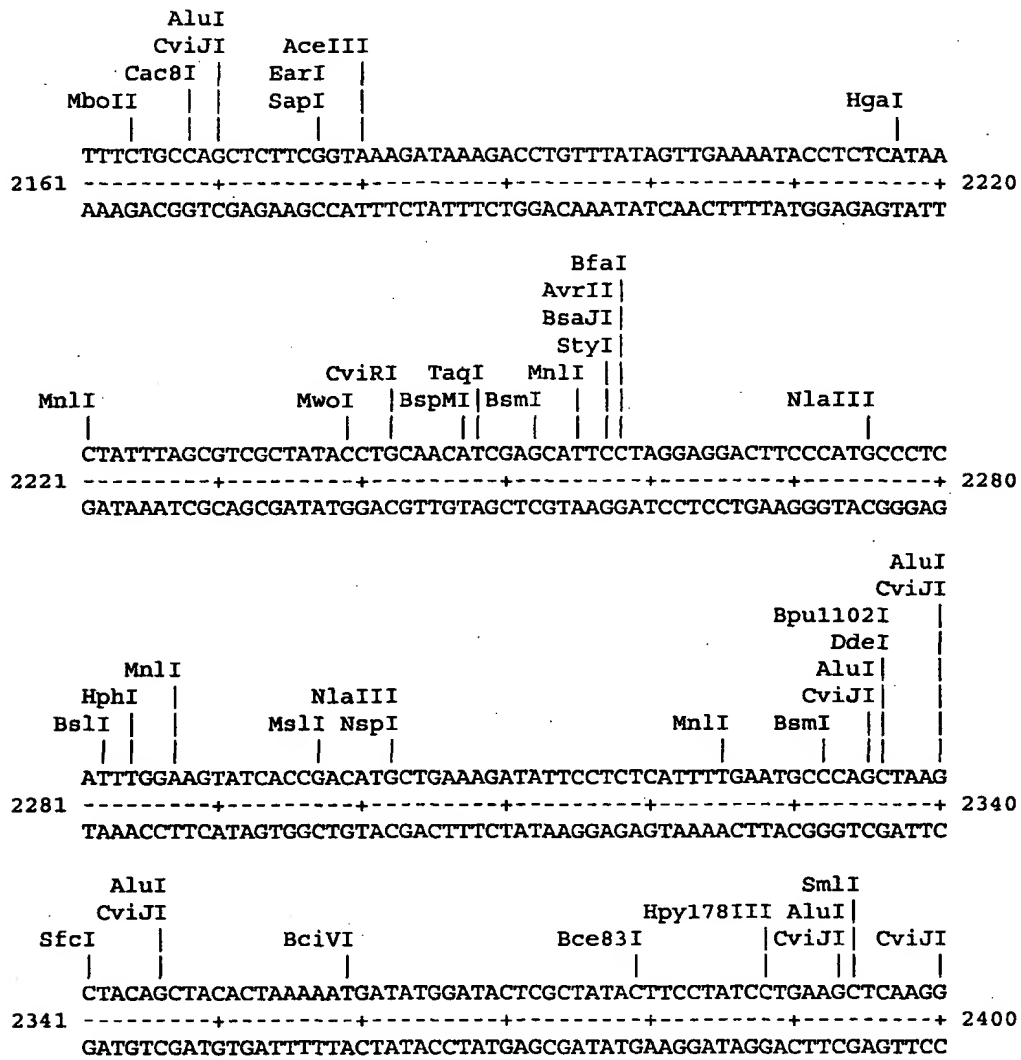 AluI
CviJI AceIII
Cac8I EarI
MboII SapI HgaI
TTTCTGCCAGCTCTTCGGTAAAGATAAAGACCTGTTTATAGTTGAAAATACCTCTCATAA
2161 ---------+---------+---------+---------+---------+---------+ 2220
AAAGACGGTCGAGAAGCCATTTCTATTTCTGGACAAATATCAACTTTTATGGAGAGTATT
BfaI
AvrII
BsaJI
StyI
CviRI TaqI MnlI
MnlI MwoI BspMI BsmI NlaIII
CTATTTAGCGTCGCTATACCTGCAACATCGAGCATTCCTAGGAGGACTTCCCATGCCCTC
2221 ---------+---------+---------+---------+---------+---------+ 2280
GATAAATCGCAGCGATATGGACGTTGTAGCTCGTAAGGATCCTCCTGAAGGGTACGGGAG
AluI
CviJI
Bpu1102I
DdeI
MnlI AluI
HphI NlaIII CviJI
BslI MslI NspI MnlI BsmI
ATTTGGAAGTATCACCGACATGCTGAAAGATATTCCTCTCATTTTGAATGCCCAGCTAAG
2281 ---------+---------+---------+---------+---------+---------+ 2340
TAAACCTTCATAGTGGCTGTACGACTTTCTATAAGGAGAGTAAAACTTACGGGTCGATTC
AluI SmlI
CviJI Hpy178III AluI
SfcI BciVI Bce83I CviJI CviJI
CTACAGCTACACTAAAAATGATATGGATACTCGCTATACTTCCTATCCTGAAGCTCAAGG
2341 ---------+---------+---------+---------+---------+---------+ 2400
GATGTCGATGTGATTTTTACTATACCTATGAGCGATATGAAGGATAGGACTTCGAGTTCC